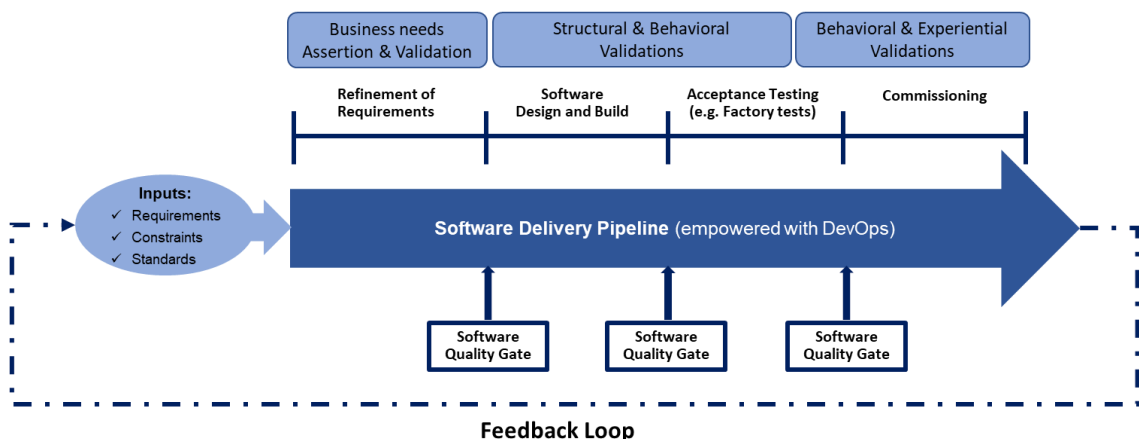 Business needs
Assertion & Validation
Structural & Behavioral
Validations
Behavioral & Experiential
Validations
Refinement of
Requirements
Software
Design and Build
Acceptance Testing
(e.g. Factory tests)
Commissioning
Inputs:
✓ Requirements
✓ Constraints
✓ Standards
Software Delivery Pipeline (empowered with DevOps)
Software
Quality Gate
Software
Quality Gate
Software
Quality Gate
Feedback Loop